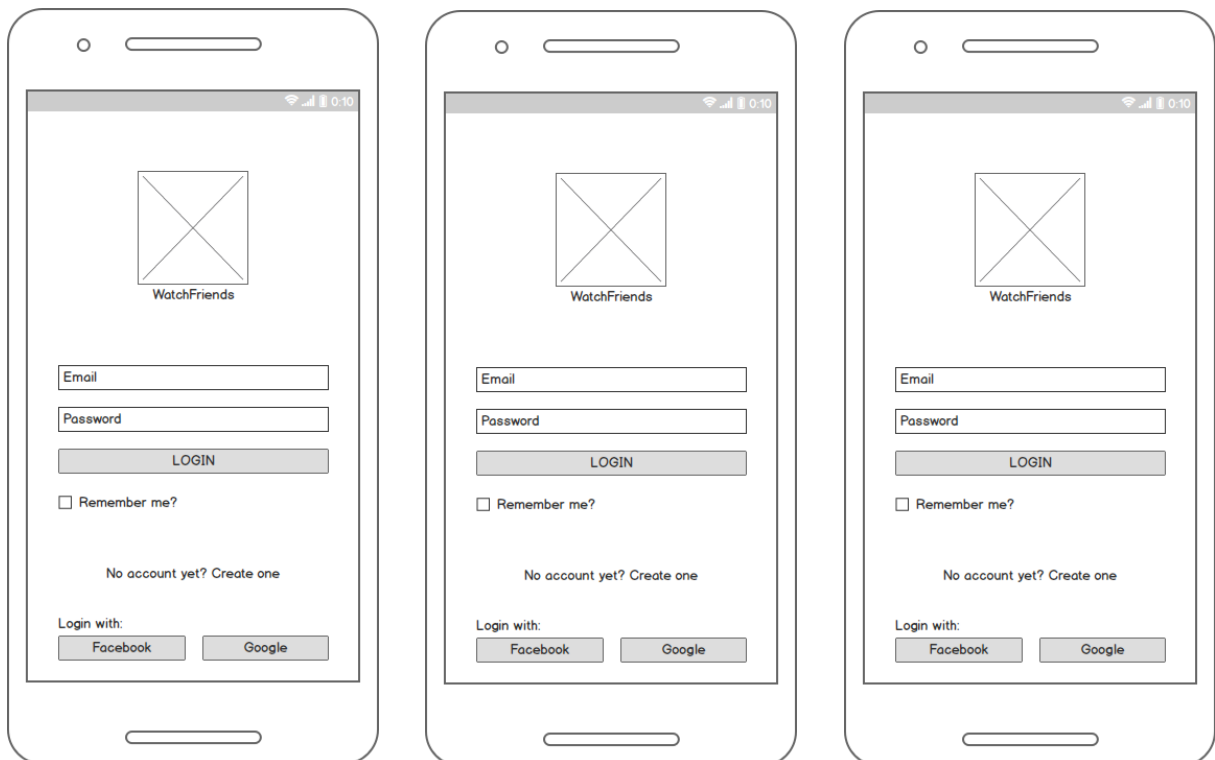 0:10
WatchFriends
Email
Password
LOGIN
Remember me?
No account yet? Create one
Login with:
Facebook
Google
0:10
WatchFriends
Email
Password
LOGIN
Remember me?
No account yet? Create one
Login with:
Facebook
Google
0:10
WatchFriends
Email
Password
LOGIN
Remember me?
No account yet? Create one
Login with:
Facebook
Google